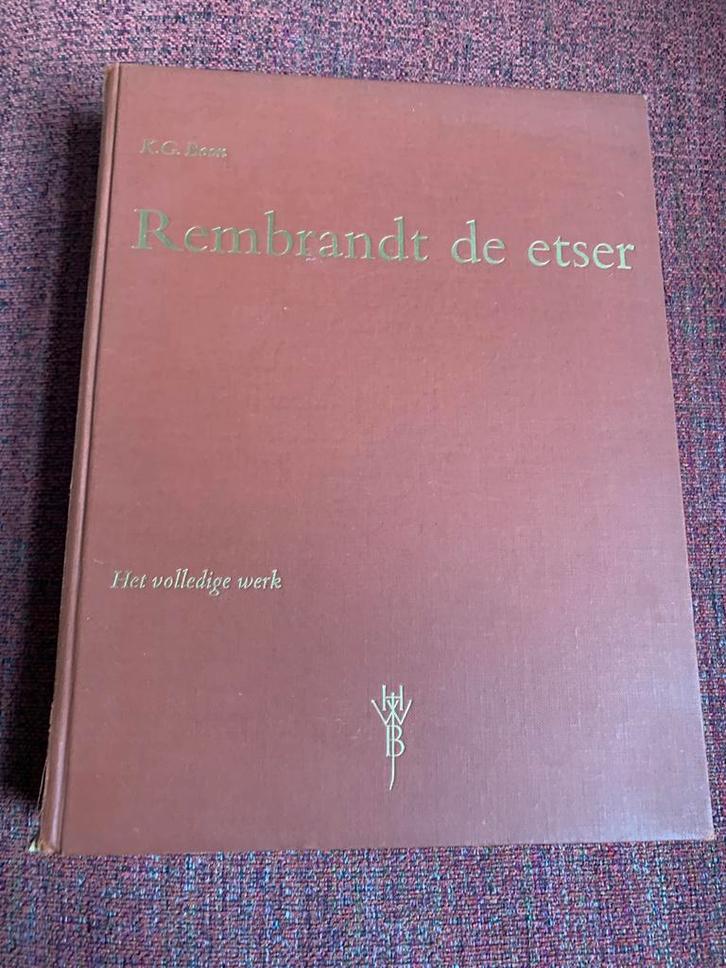 K.G. Boon
Rembrandt de etser
Het volledige werk